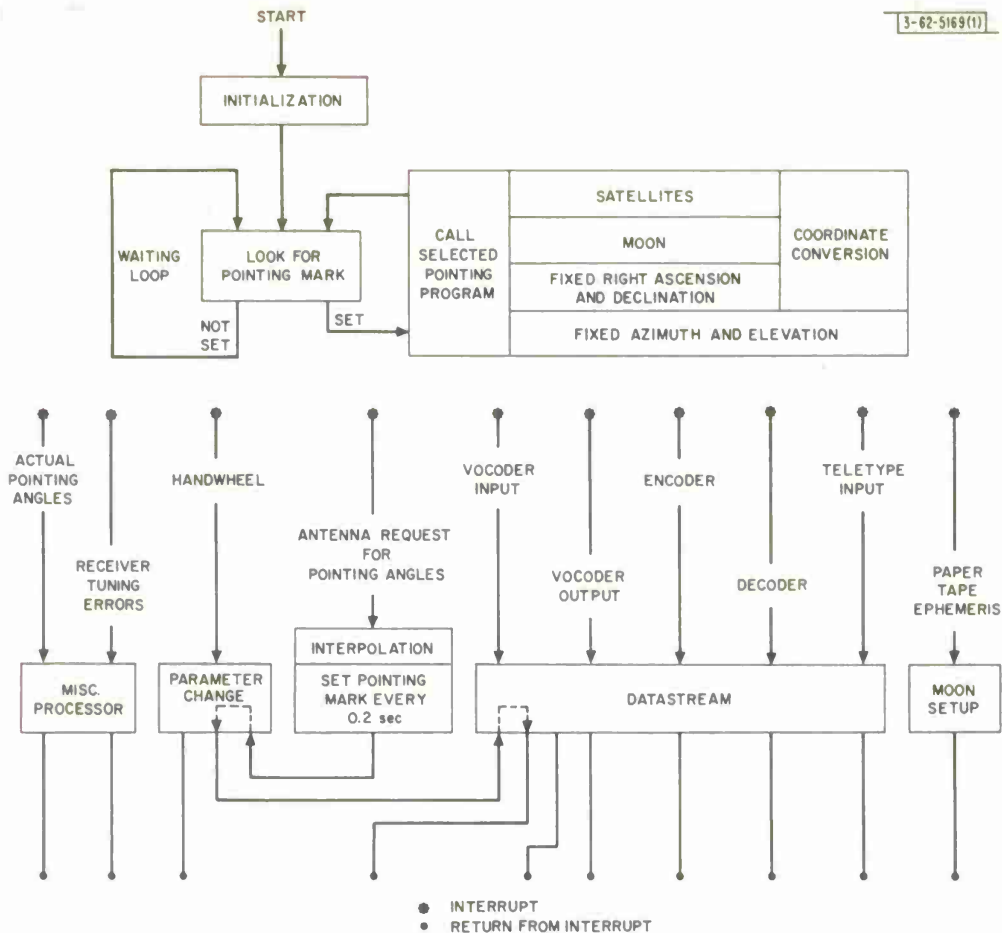 START
3-62-5169(1)
INITIALIZATION
WAITING
LOOP
LOOK FOR
POINTING MARK
NOT
SET
SET
CALL
SELECTED
POINTING
PROGRAM
SATELLITES
MOON
FIXED RIGHT ASCENSION
AND DECLINATION
COORDINATE
CONVERSION
FIXED AZIMUTH AND ELEVATION
ACTUAL
POINTING
ANGLES
RECEIVER
TUNING
ERRORS
HANDWHEEL
ANTENNA REQUEST
FOR
POINTING ANGLES
VOCODER
INPUT
VOCODER
OUTPUT
ENCODER
DECODER
TELETYPE
INPUT
PAPER
TAPE
EPHEMERIS
MISC.
PROCESSOR
PARAMETER
CHANGE
INTERPOLATION
SET POINTING
MARK EVERY
0.2 sec
DATASTREAM
MOON
SETUP
INTERRUPT
RETURN FROM INTERRUPT